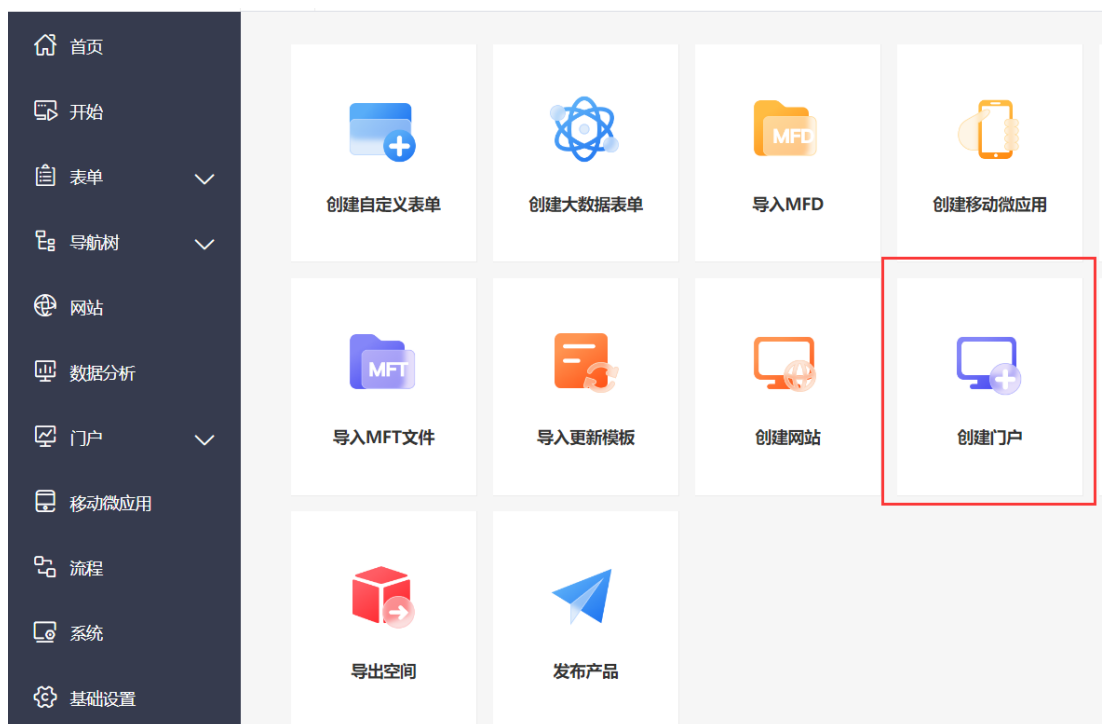 首页
开始
表单
导航树
网站
数据分析
门户
移动微应用
流程
系统
基础设置
创建自定义表单
创建大数据表单
MFD
导入MFD
创建移动微应用
MFT
导入MFT文件
导入更新模板
创建网站
创建门户
导出空间
发布产品